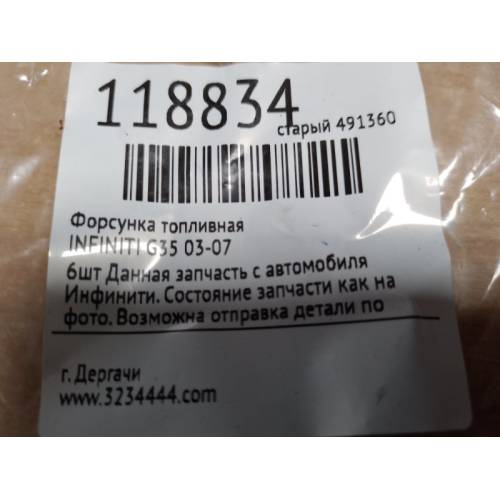 118834
старый 491360
Форсунка топливная
INFINITI G35 03-07
6шт Данная запчасть с автомобиля
Инфинити. Состояние запчасти как на
фото. Возможна отправка детали по
г. Дергачи
www.3234444.com